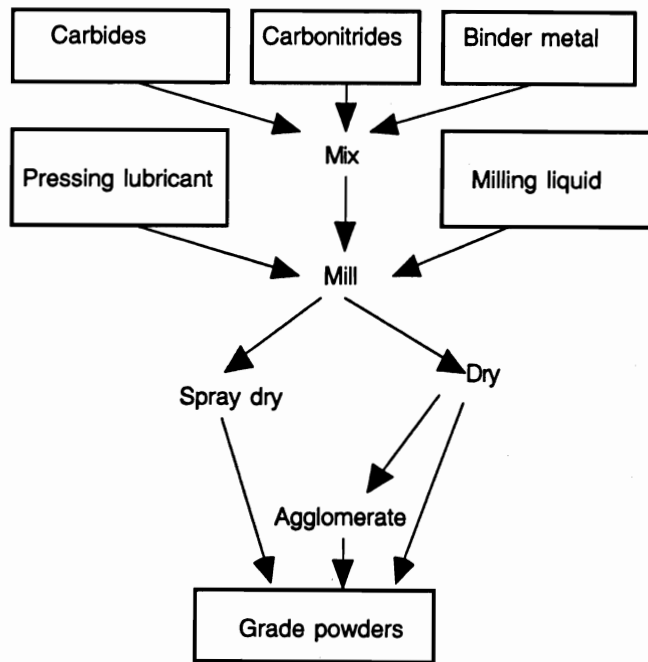 Carbides
Carbonitrides
Binder metal
Mix
Pressing lubricant
Milling liquid
Mill
Spray dry
Dry
Agglomerate
Grade powders